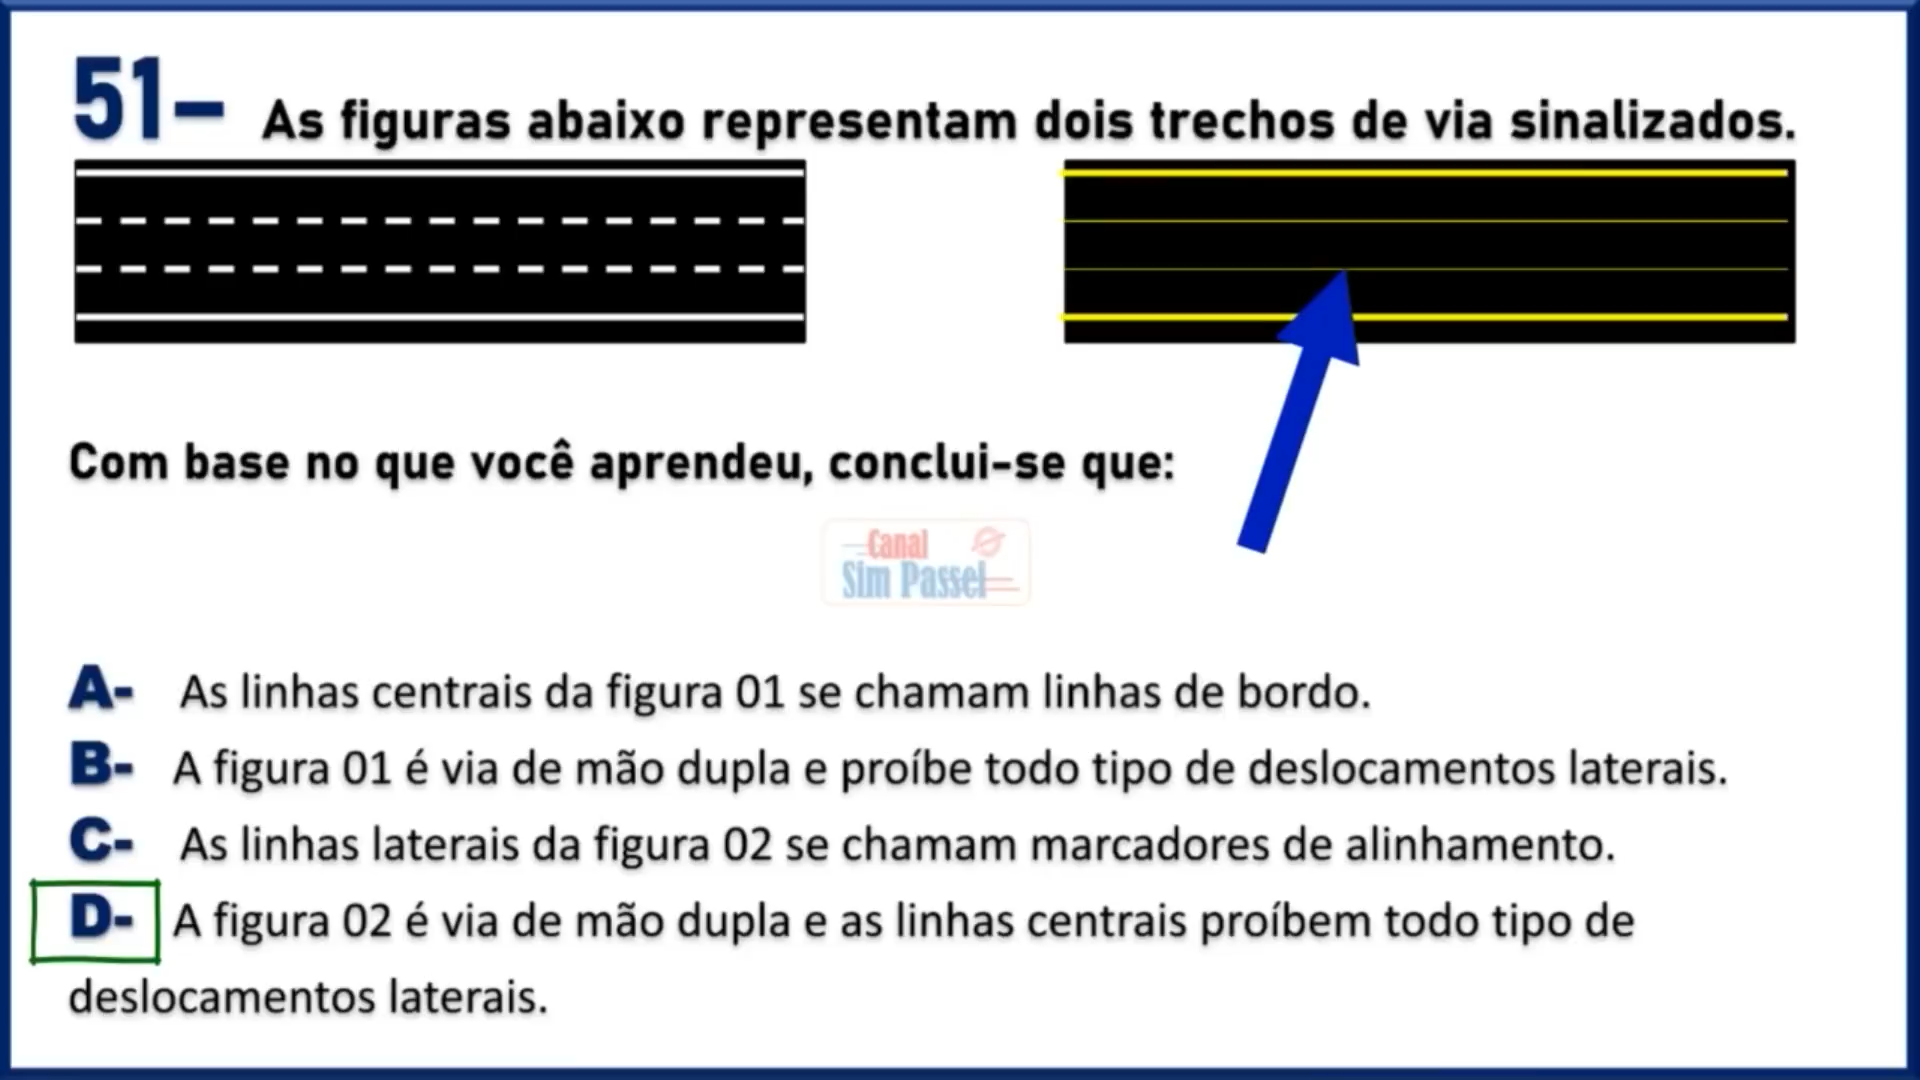 51- As figuras abaixo representam dois trechos de via sinalizados.
Com base no que você aprendeu, conclui-se que:
Canal
Sim Passei
A- As linhas centrais da figura 01 se chamam linhas de bordo.
B- A figura 01 é via de mão dupla e proíbe todo tipo de deslocamentos laterais.
C- As linhas laterais da figura 02 se chamam marcadores de alinhamento.
D- A figura 02 é via de mão dupla e as linhas centrais proíbem todo tipo de
deslocamentos laterais.